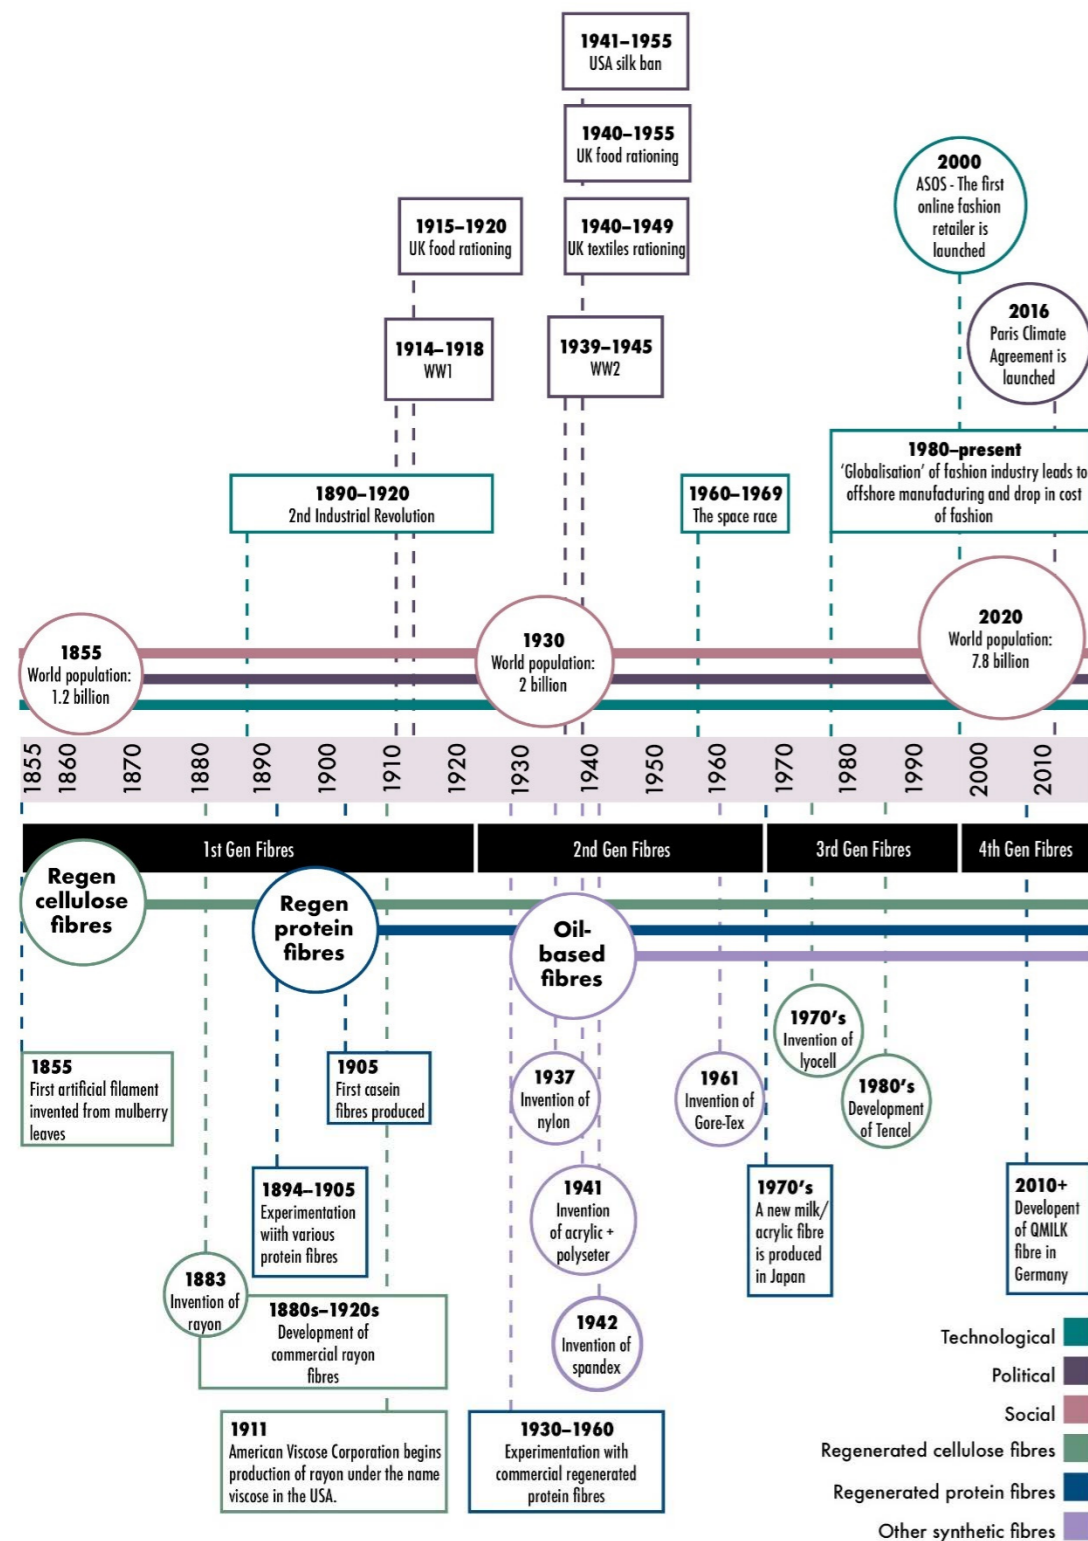 1941–1955
USA silk ban
1940–1955
UK food rationing
2000
ASOS - The first
online fashion
retailer is
launched
1915–1920
UK food rationing
1940–1949
UK textiles rationing
2016
Paris Climate
Agreement is
launched
1914–1918
WW1
1939–1945
WW2
1980–present
'Globalisation' of fashion industry leads to
offshore manufacturing and drop in cost
of fashion
1890–1920
2nd Industrial Revolution
1960–1969
The space race
1855
World population:
1.2 billion
1930
World population:
2 billion
2020
World population:
7.8 billion
1855
1860
1870
1880
1890
1900
1910
1920
1930
1940
1950
1960
1970
1980
1990
2000
2010
1st Gen Fibres
2nd Gen Fibres
3rd Gen Fibres
4th Gen Fibres
Regen
cellulose
fibres
Regen
protein
fibres
Oil-
based
fibres
1970's
Invention of
lyocell
1855
First artificial filament
invented from mulberry
leaves
1905
First casein
fibres produced
1937
Invention of
nylon
1961
Invention of
Gore-Tex
1980's
Development
of Tencel
1894–1905
Experimentation
wiith various
protein fibres
1941
Invention
of acrylic +
polyseter
1970's
A new milk/
acrylic fibre
is produced
in Japan
2010+
Developent
of QMILK
fibre in
Germany
1883
Invention of
rayon
1880s–1920s
Development of
commercial rayon
fibres
1942
Invention of
spandex
1911
American Viscose Corporation begins
production of rayon under the name
viscose in the USA.
1930–1960
Experimentation with
commercial regenerated
protein fibres
Technological
Political
Social
Regenerated cellulose fibres
Regenerated protein fibres
Other synthetic fibres